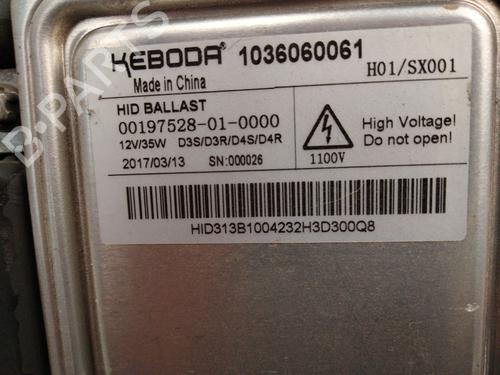 KEBODA® 1036060061
Made in China
H01/SX001
HID BALLAST
00197528-01-0000
12V/35W D3S/D3R/D4S/D4R
2017/03/13 SN:000026
1100V
High Voltage!
Do not open!
HID313B1004232H3D300Q8
B-PARTS